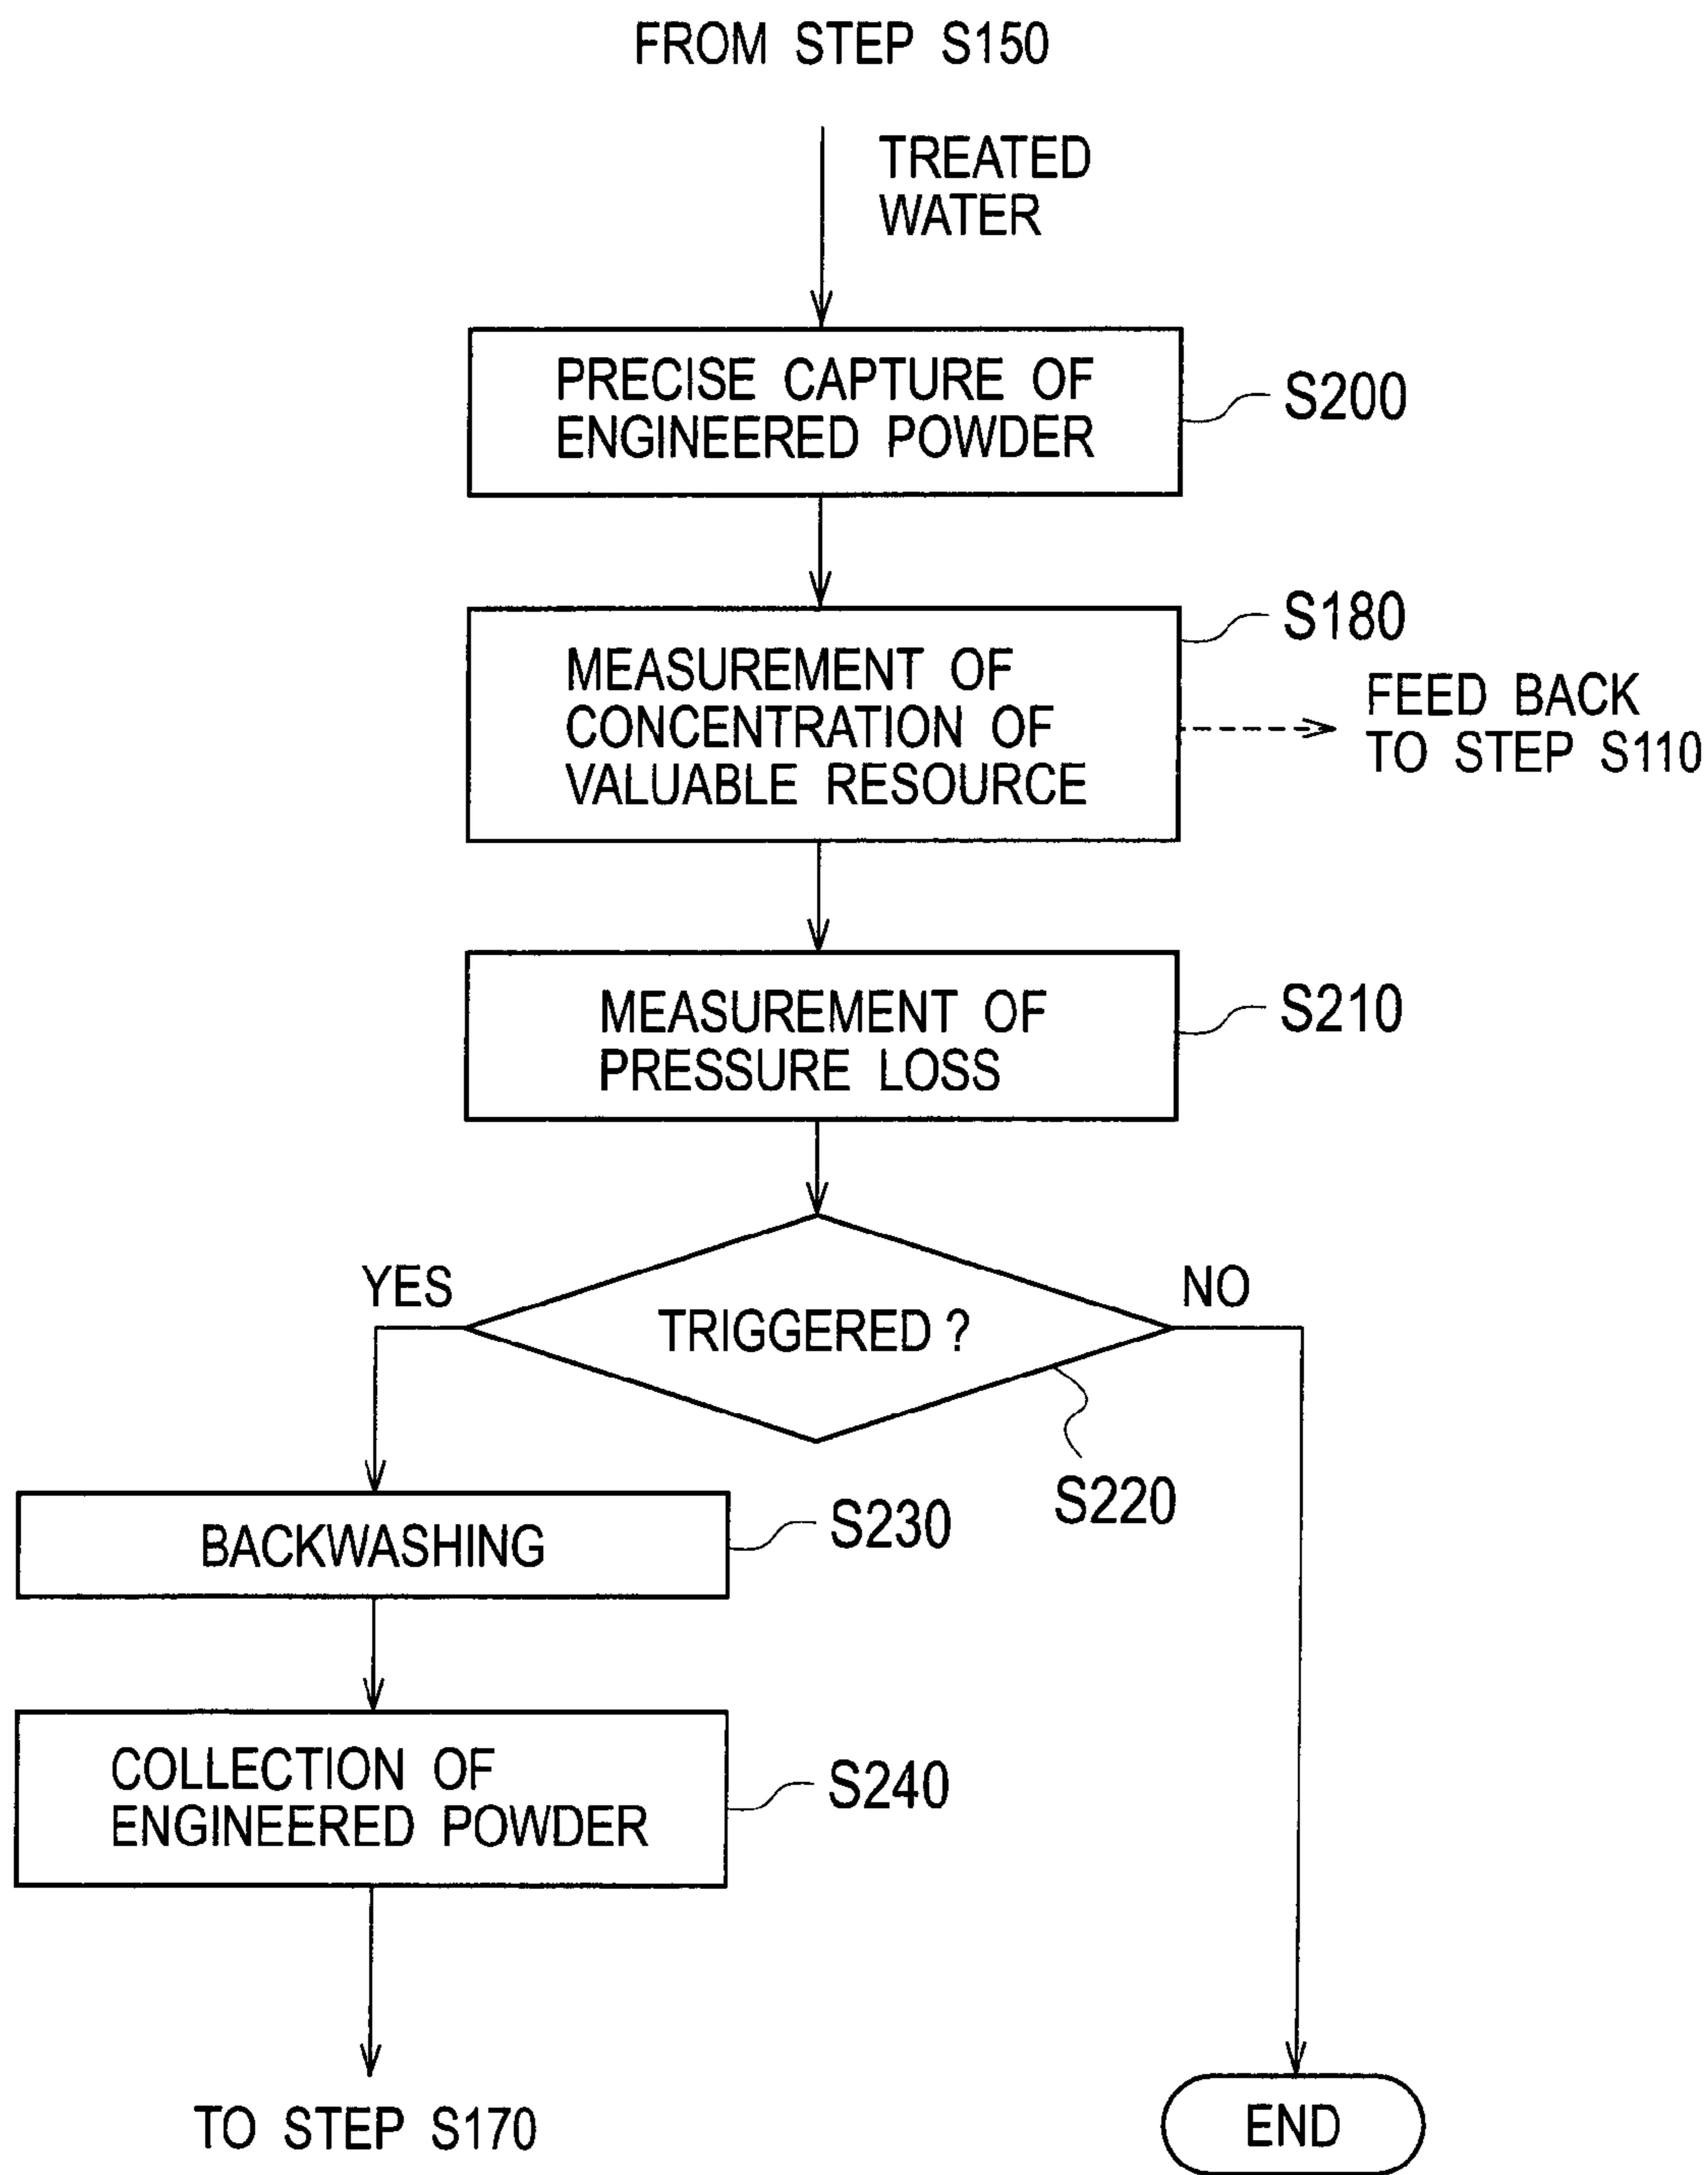 FROM STEP S150
TREATED
WATER
PRECISE CAPTURE OF
ENGINEERED POWDER
S200
S180
MEASUREMENT OF
CONCENTRATION OF
VALUABLE RESOURCE
FEED BACK
TO STEP S110
MEASUREMENT OF
PRESSURE LOSS
S210
YES
NO
TRIGGERED ?
S220
BACKWASHING
S230
COLLECTION OF
ENGINEERED POWDER
S240
TO STEP S170
END